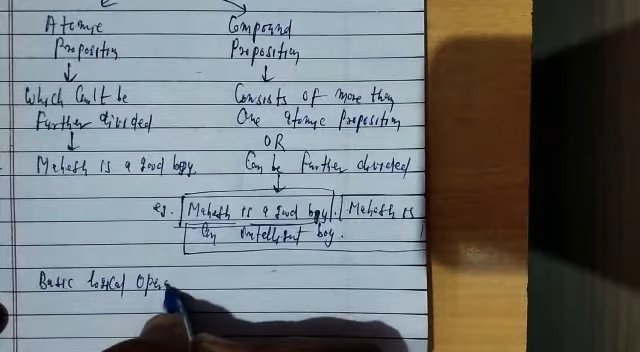 Atomic
Proposition
Compound
Proposition
Which Can't be
Further divided
Consists of more than
One atomic proposition
OR
Can be Further divided
Mahesh is a good boy.
eg. Mahesh is a good boy. Mahesh is
an intelligent boy.
Basic logical Opera